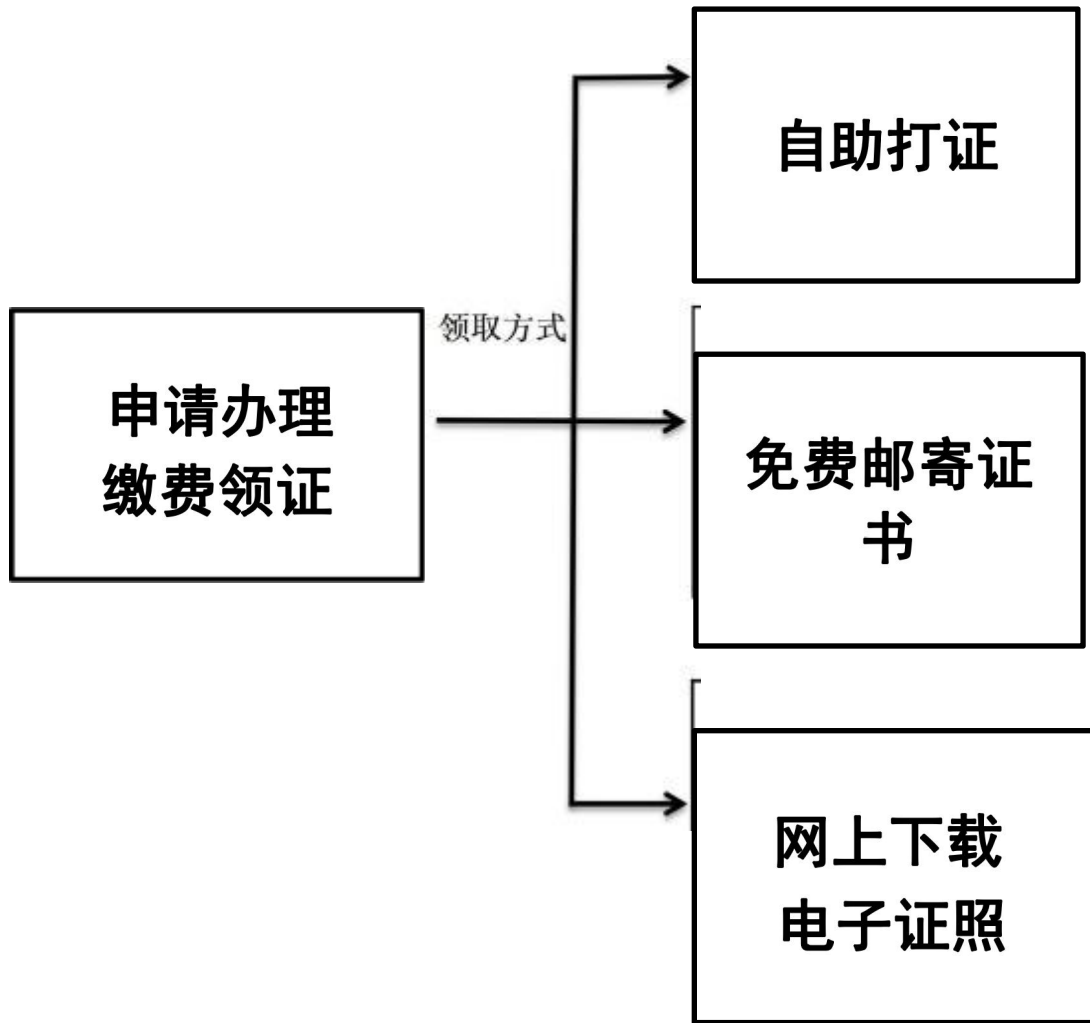 自助打证
领取方式
申请办理
缴费领证
免费邮寄证
书
网上下载
电子证照